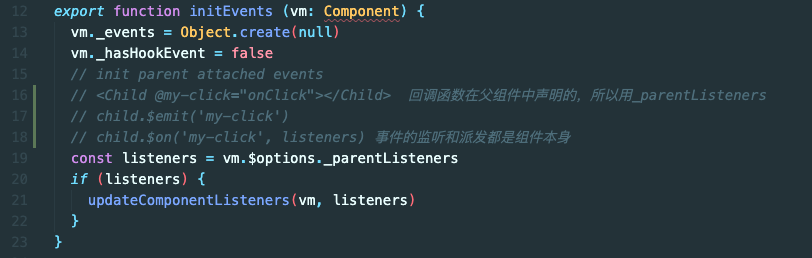 12 export function initEvents (vm: Component) {
13 vm._events = Object.create(null)
14 vm._hasHookEvent = false
15 // init parent attached events
16 // <Child @my-click="onClick"></Child> 回调函数在父组件中声明的，所以用_parentListeners
17 // child.$emit('my-click')
18 // child.$on('my-click', listeners) 事件的监听和派发都是组件本身
19 const listeners = vm.$options._parentListeners
20 if (listeners) {
21 updateComponentListeners(vm, listeners)
22 }
23 }